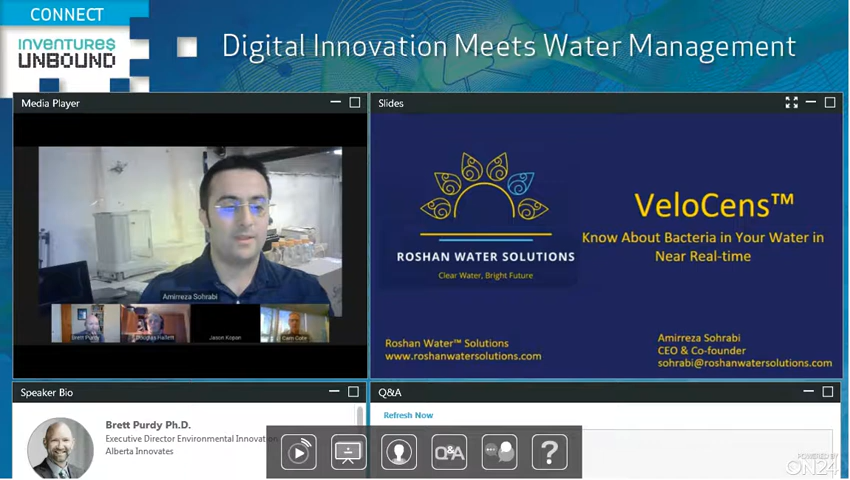 CONNECT
INVENTURE$
UNBOUND
Digital Innovation Meets Water Management
Media Player
Slides
Amirreza Sohrabi
Brett Purdy
Douglas Hallett
Jason Kopan
Cam Cote
ROSHAN WATER SOLUTIONS
Clear Water, Bright Future
VeloCens™
Know About Bacteria in Your Water in
Near Real-time
Roshan Water™ Solutions
www.roshanwatersolutions.com
Amirreza Sohrabi
CEO & Co-founder
sohrabi@roshanwatersolutions.com
Speaker Bio
Brett Purdy Ph.D.
Executive Director Environmental Innovation
Alberta Innovates
Q&A
Refresh Now
Q&A
?
POWERED BY
ON24